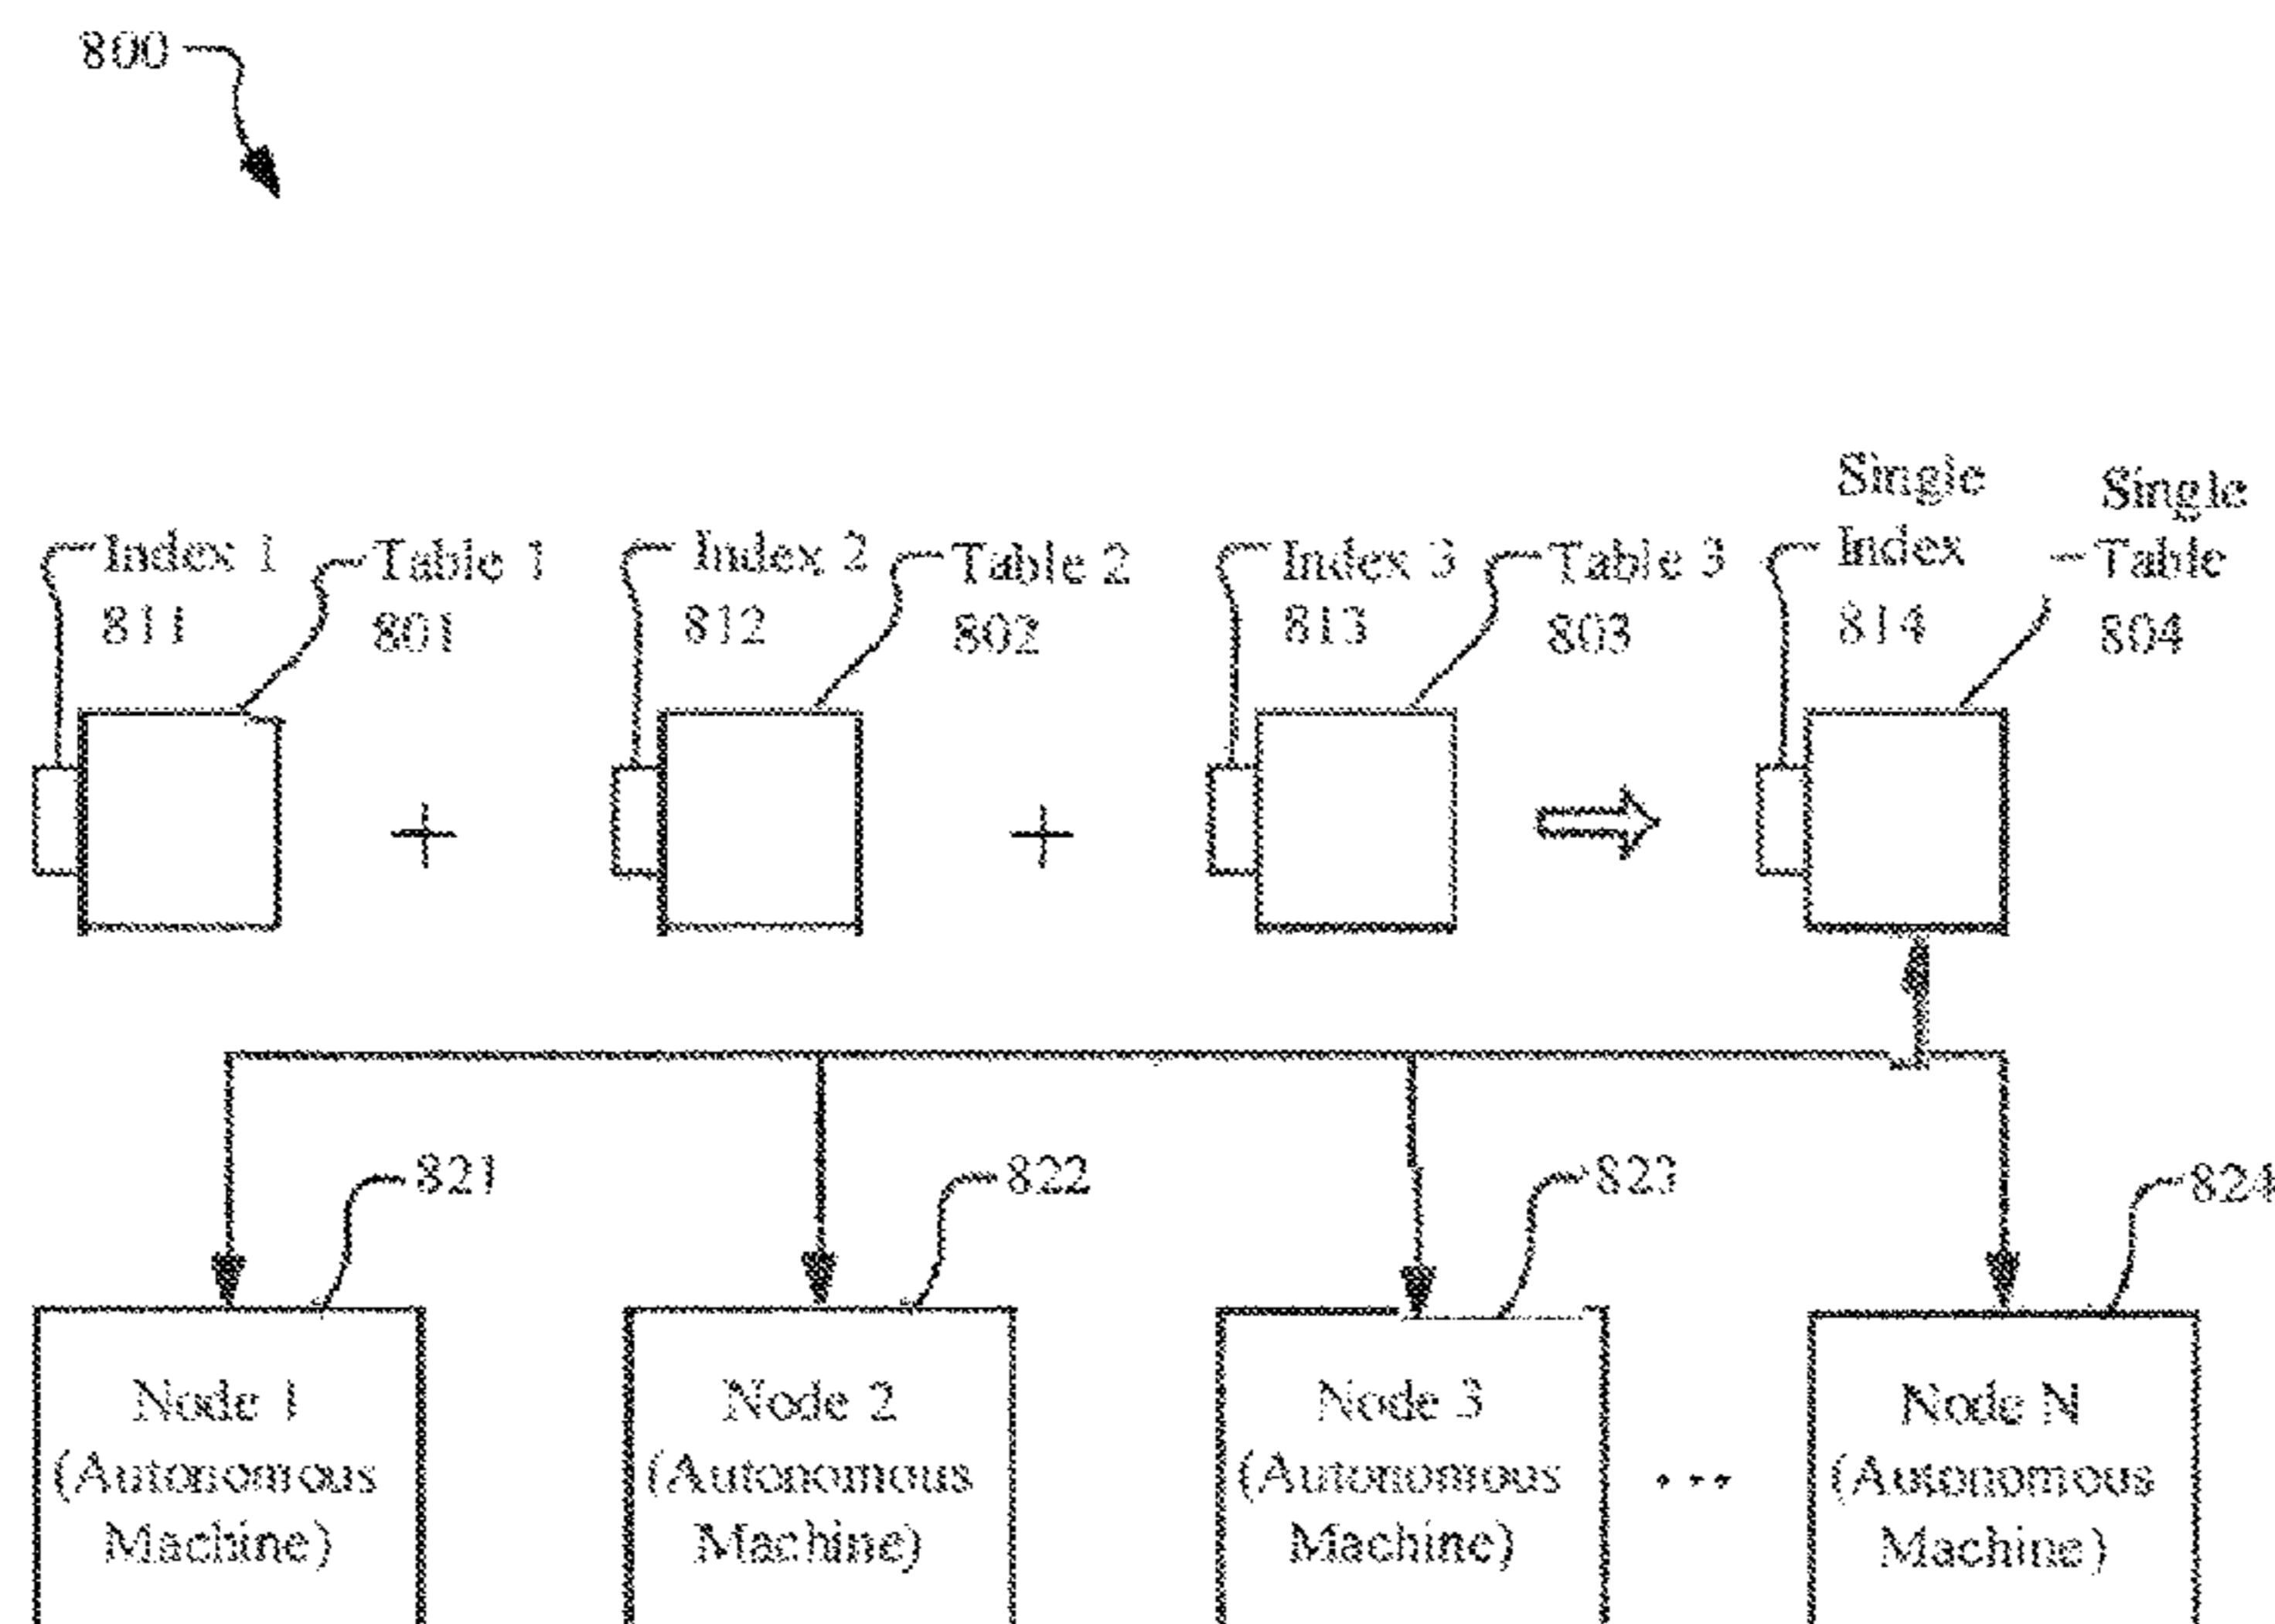 800
Index 1
811
Table 1
801
Index 2
812
Table 2
802
Index 3
813
Table 3
803
Single
Index
814
Single
Table
804
+
+
821
822
823
824
Node 1
(Autonomous
Machine)
Node 2
(Autonomous
Machine)
Node 3
(Autonomous
Machine)
...
Node N
(Autonomous
Machine)